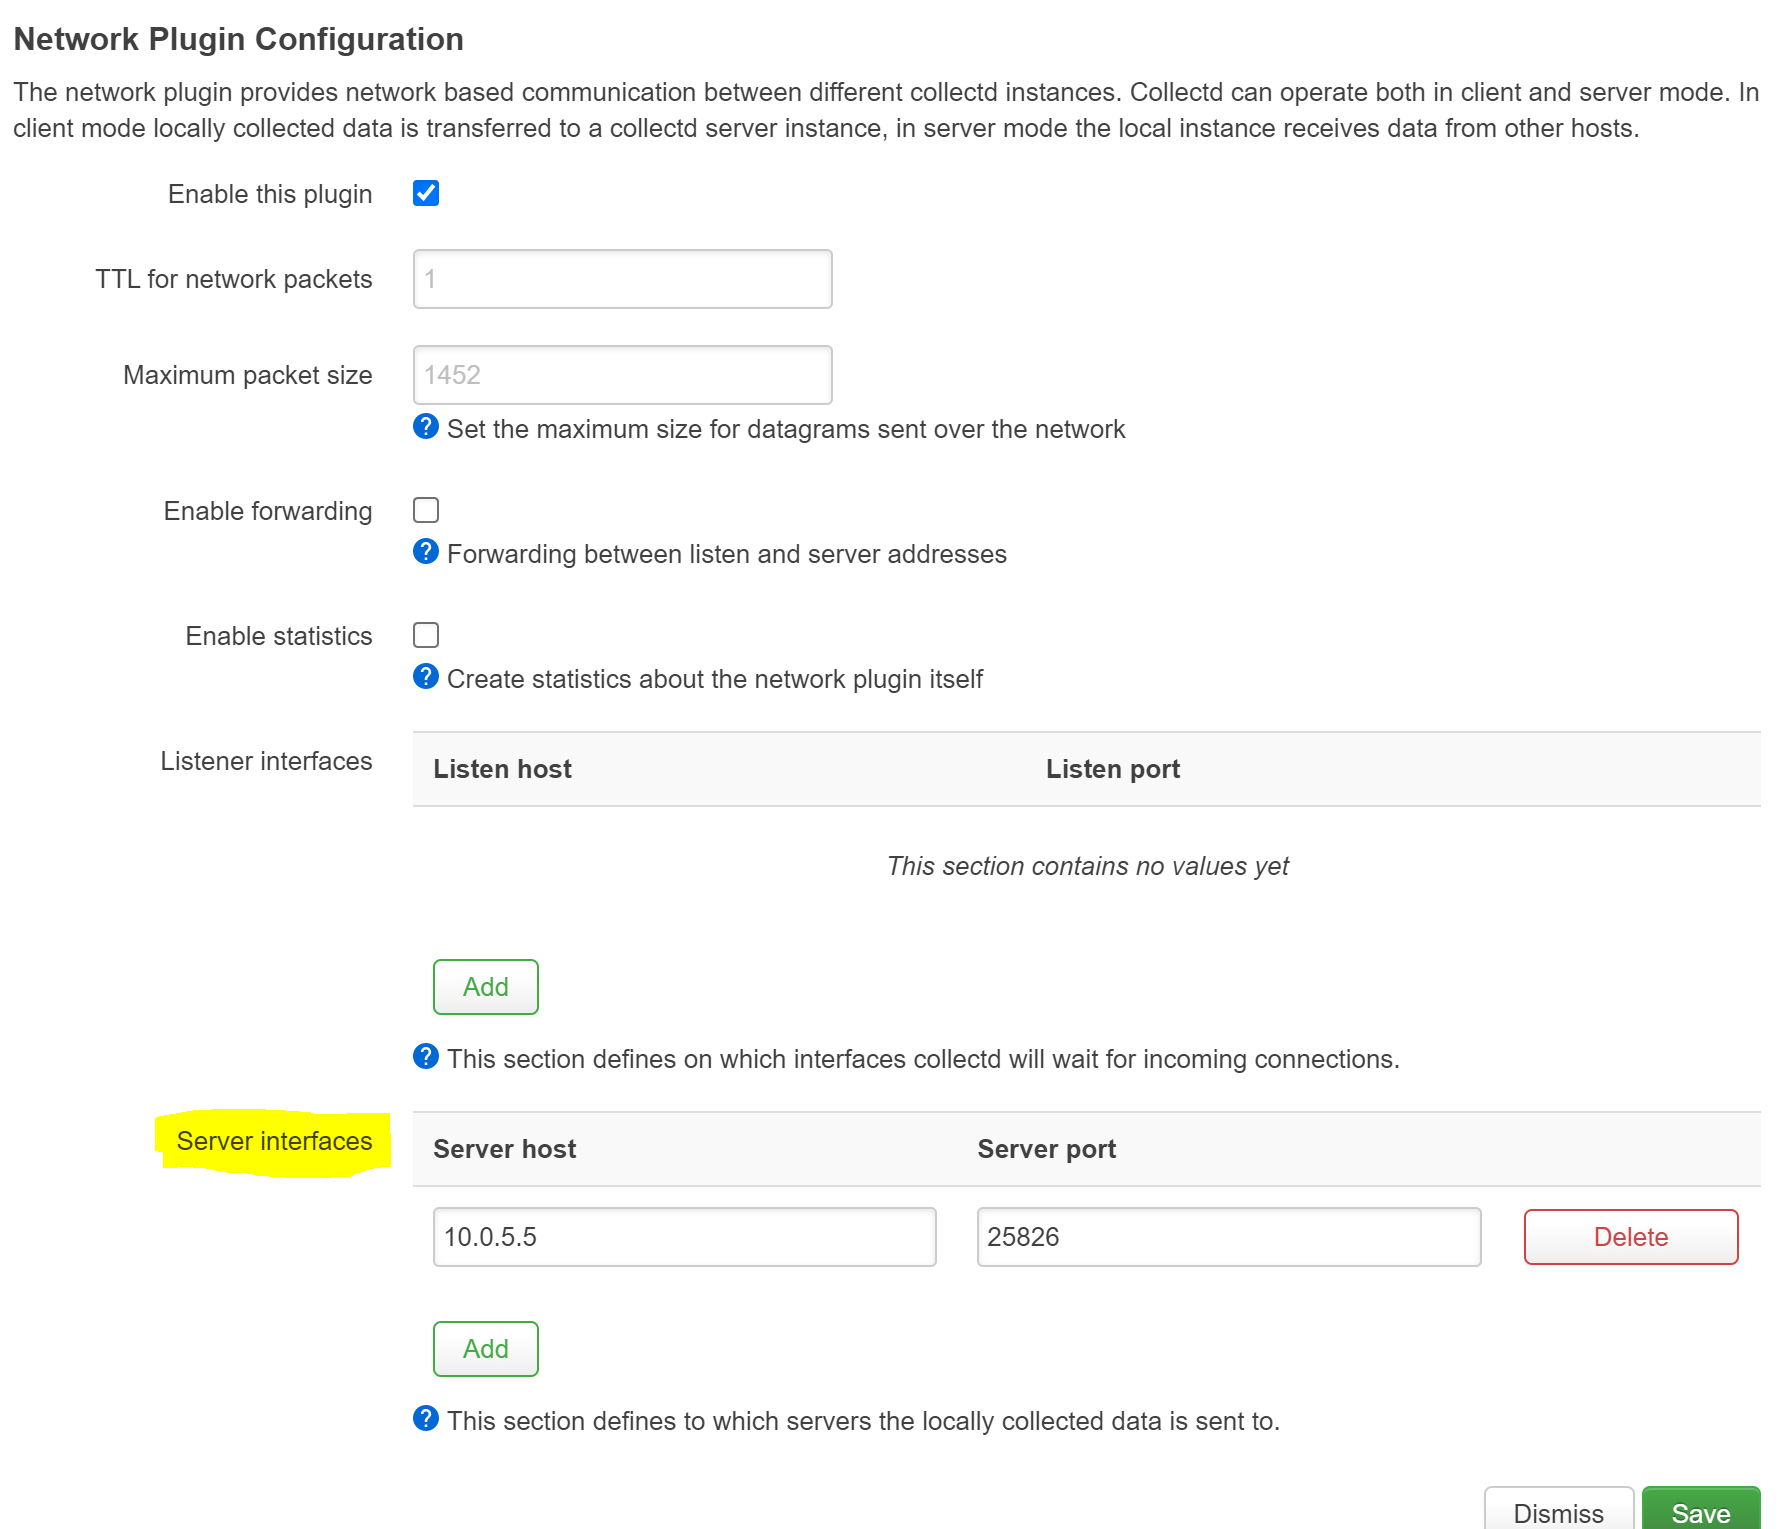 Network Plugin Configuration
The network plugin provides network based communication between different collectd instances. Collectd can operate both in client and server mode. In
client mode locally collected data is transferred to a collectd server instance, in server mode the local instance receives data from other hosts.
Enable this plugin
TTL for network packets
1
Maximum packet size
1452
? Set the maximum size for datagrams sent over the network
Enable forwarding
? Forwarding between listen and server addresses
Enable statistics
? Create statistics about the network plugin itself
Listener interfaces
Listen host Listen port
This section contains no values yet
Add
? This section defines on which interfaces collectd will wait for incoming connections.
Server interfaces
Server host Server port
10.0.5.5 25826 Delete
Add
? This section defines to which servers the locally collected data is sent to.
Dismiss Save